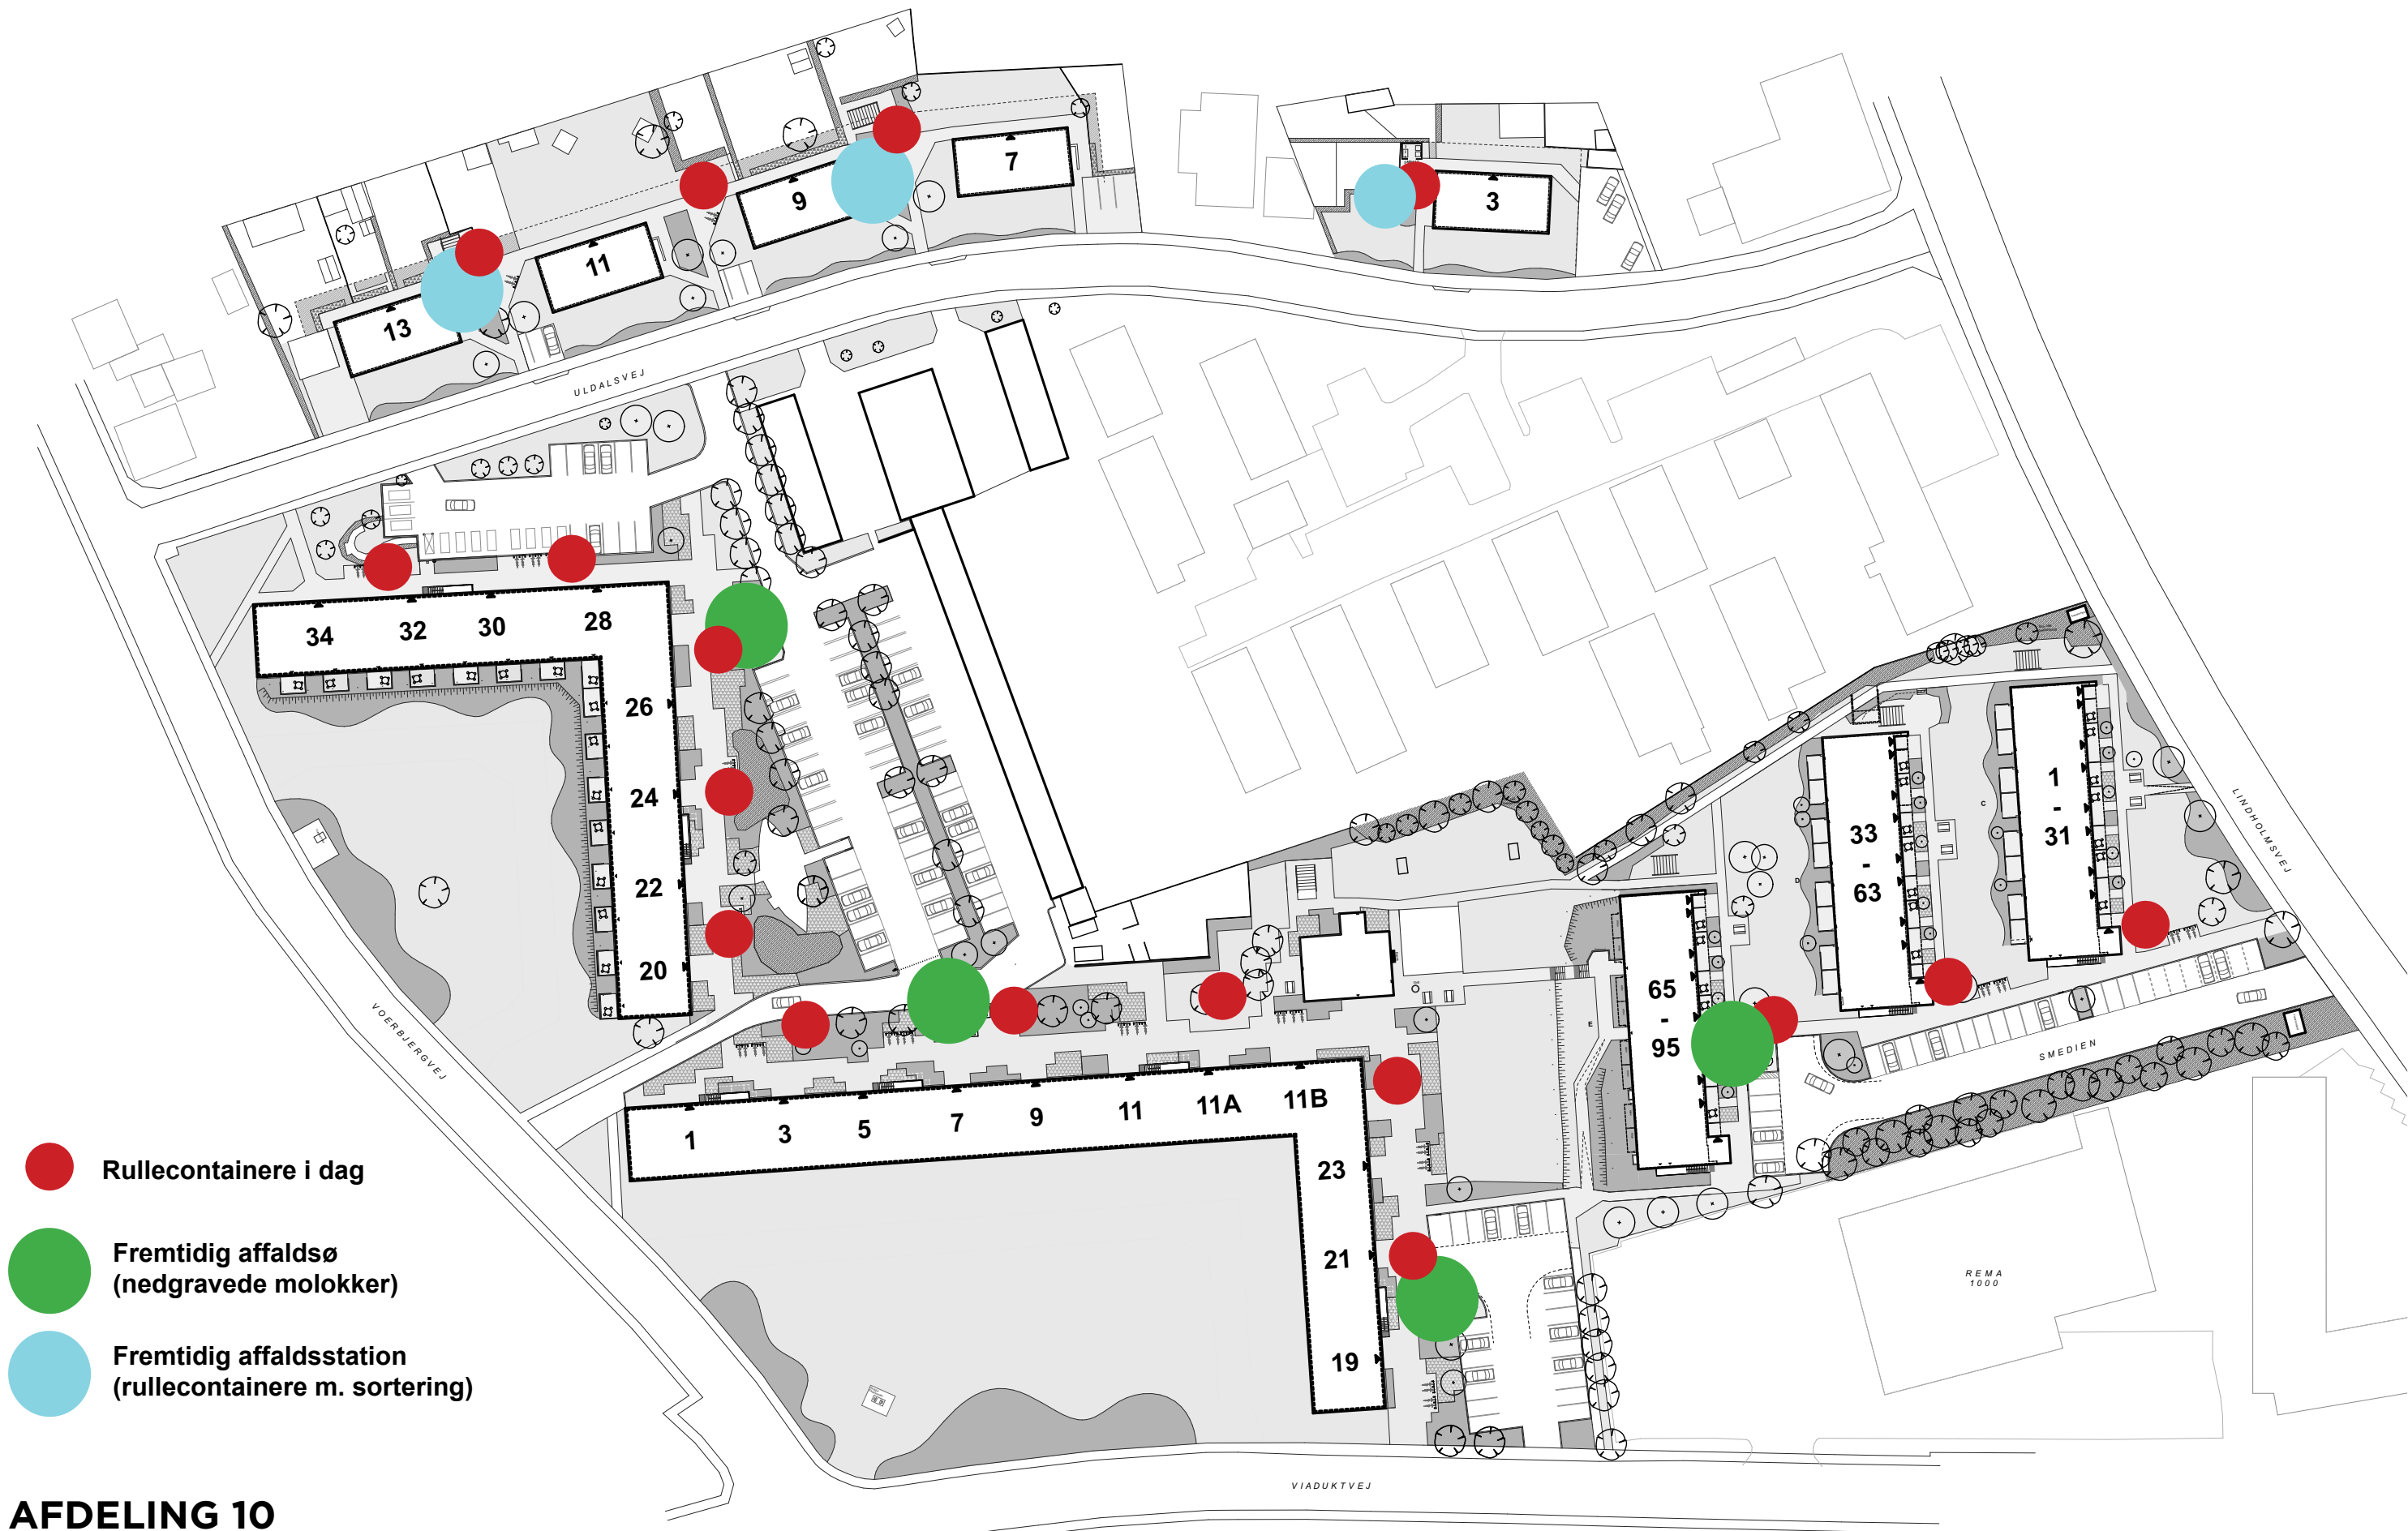 7
3
9
11
13
ULDALSVEJ
34
32
30
28
26
24
22
20
1
-
31
33
-
63
65
-
95
C
D
E
LINDHOLMSVEJ
VOERBJERGVEJ
SMEDIEN
1
3
5
7
9
11
11A
11B
23
21
19
REMA
1000
VIADUKTVEJ
Rullecontainere i dag
Fremtidig affaldsø
(nedgravede molokker)
Fremtidig affaldsstation
(rullecontainere m. sortering)
AFDELING 10